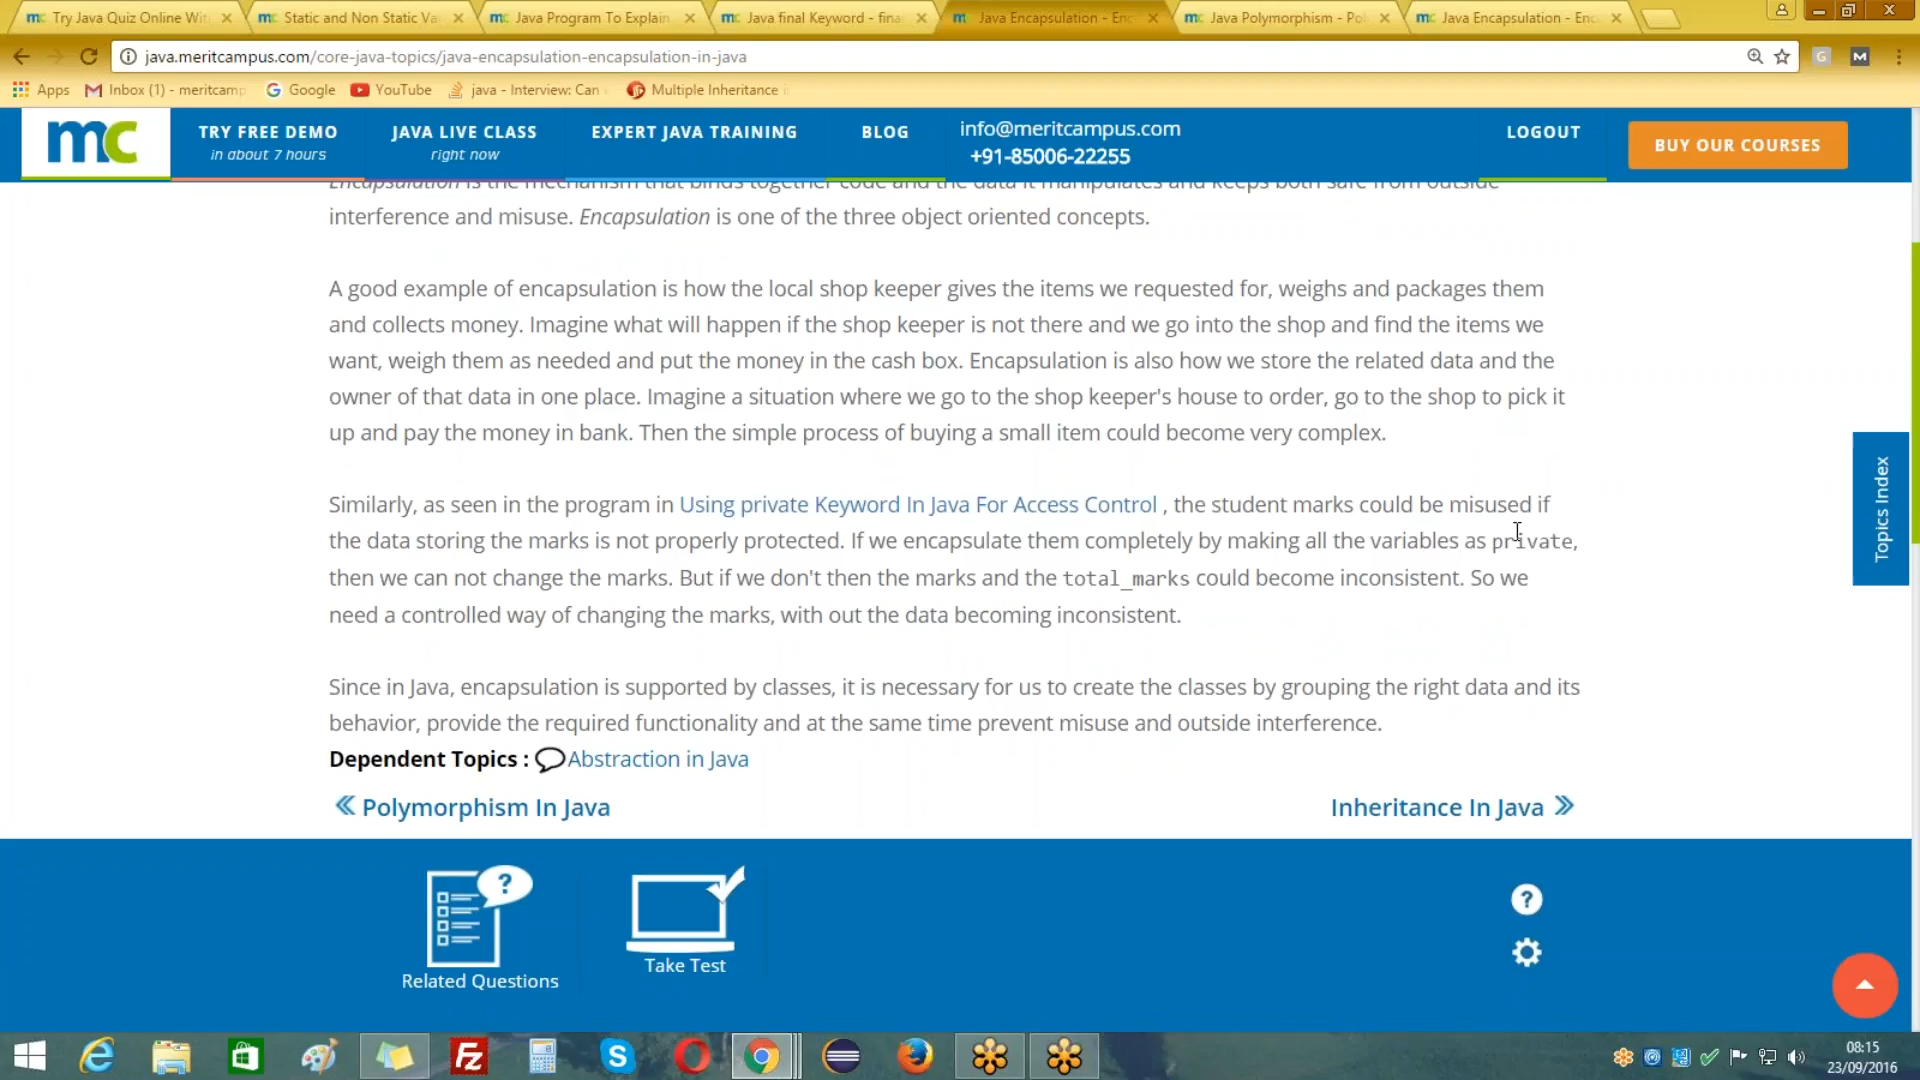 Try Java Quiz Online Wit
Static and Non Static Va
Java Program To Explain
Java final Keyword - fina
Java Encapsulation - Enc
Java Polymorphism - Pol
Java Encapsulation - Enc
java.meritcampus.com/core-java-topics/java-encapsulation-encapsulation-in-java
Apps
Inbox (1) - meritcamp
Google
YouTube
java - Interview: Can
Multiple Inheritance i
mc
TRY FREE DEMO
in about 7 hours
JAVA LIVE CLASS
right now
EXPERT JAVA TRAINING
BLOG
info@meritcampus.com
+91-85006-22255
LOGOUT
BUY OUR COURSES
Encapsulation is the mechanism that binds together code and the data it manipulates and keeps both safe from outside
interference and misuse. Encapsulation is one of the three object oriented concepts.
A good example of encapsulation is how the local shop keeper gives the items we requested for, weighs and packages them
and collects money. Imagine what will happen if the shop keeper is not there and we go into the shop and find the items we
want, weigh them as needed and put the money in the cash box. Encapsulation is also how we store the related data and the
owner of that data in one place. Imagine a situation where we go to the shop keeper's house to order, go to the shop to pick it
up and pay the money in bank. Then the simple process of buying a small item could become very complex.
Similarly, as seen in the program in Using private Keyword In Java For Access Control , the student marks could be misused if
the data storing the marks is not properly protected. If we encapsulate them completely by making all the variables as private,
then we can not change the marks. But if we don't then the marks and the total_marks could become inconsistent. So we
need a controlled way of changing the marks, with out the data becoming inconsistent.
Since in Java, encapsulation is supported by classes, it is necessary for us to create the classes by grouping the right data and its
behavior, provide the required functionality and at the same time prevent misuse and outside interference.
Dependent Topics : Abstraction in Java
Polymorphism In Java
Inheritance In Java
Topics Index
Related Questions
Take Test
08:15
23/09/2016